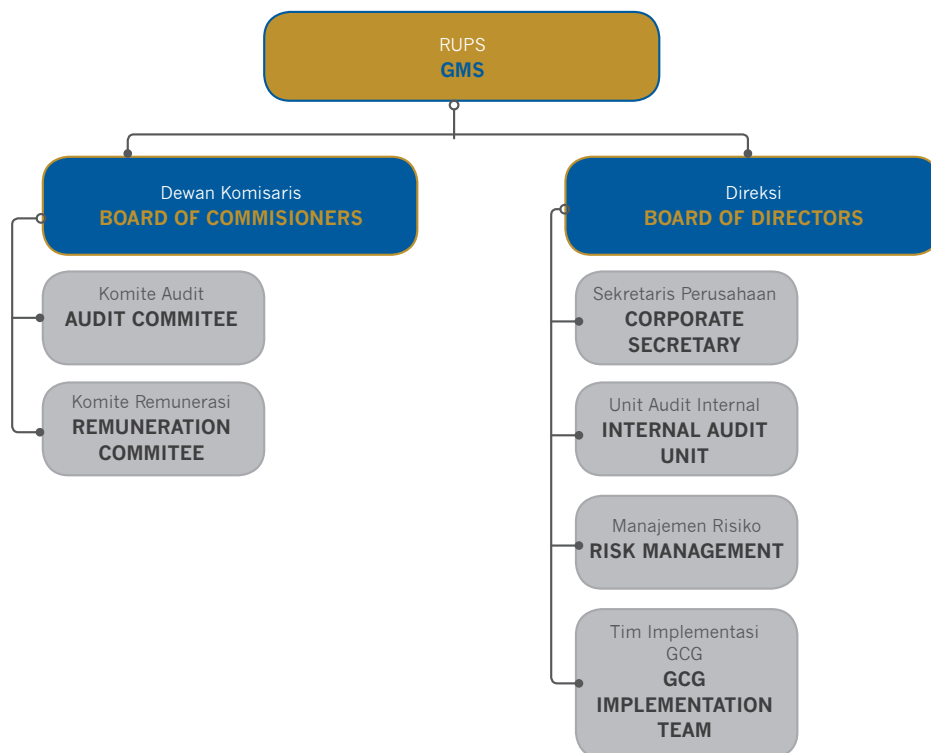 RUPS
GMS
Dewan Komisaris
BOARD OF COMMISIONERS
Komite Audit
AUDIT COMMITEE
Komite Remunerasi
REMUNERATION
COMMITEE
Direksi
BOARD OF DIRECTORS
Sekretaris Perusahaan
CORPORATE
SECRETARY
Unit Audit Internal
INTERNAL AUDIT
UNIT
Manajemen Risiko
RISK MANAGEMENT
Tim Implementasi
GCG
GCG
IMPLEMENTATION
TEAM